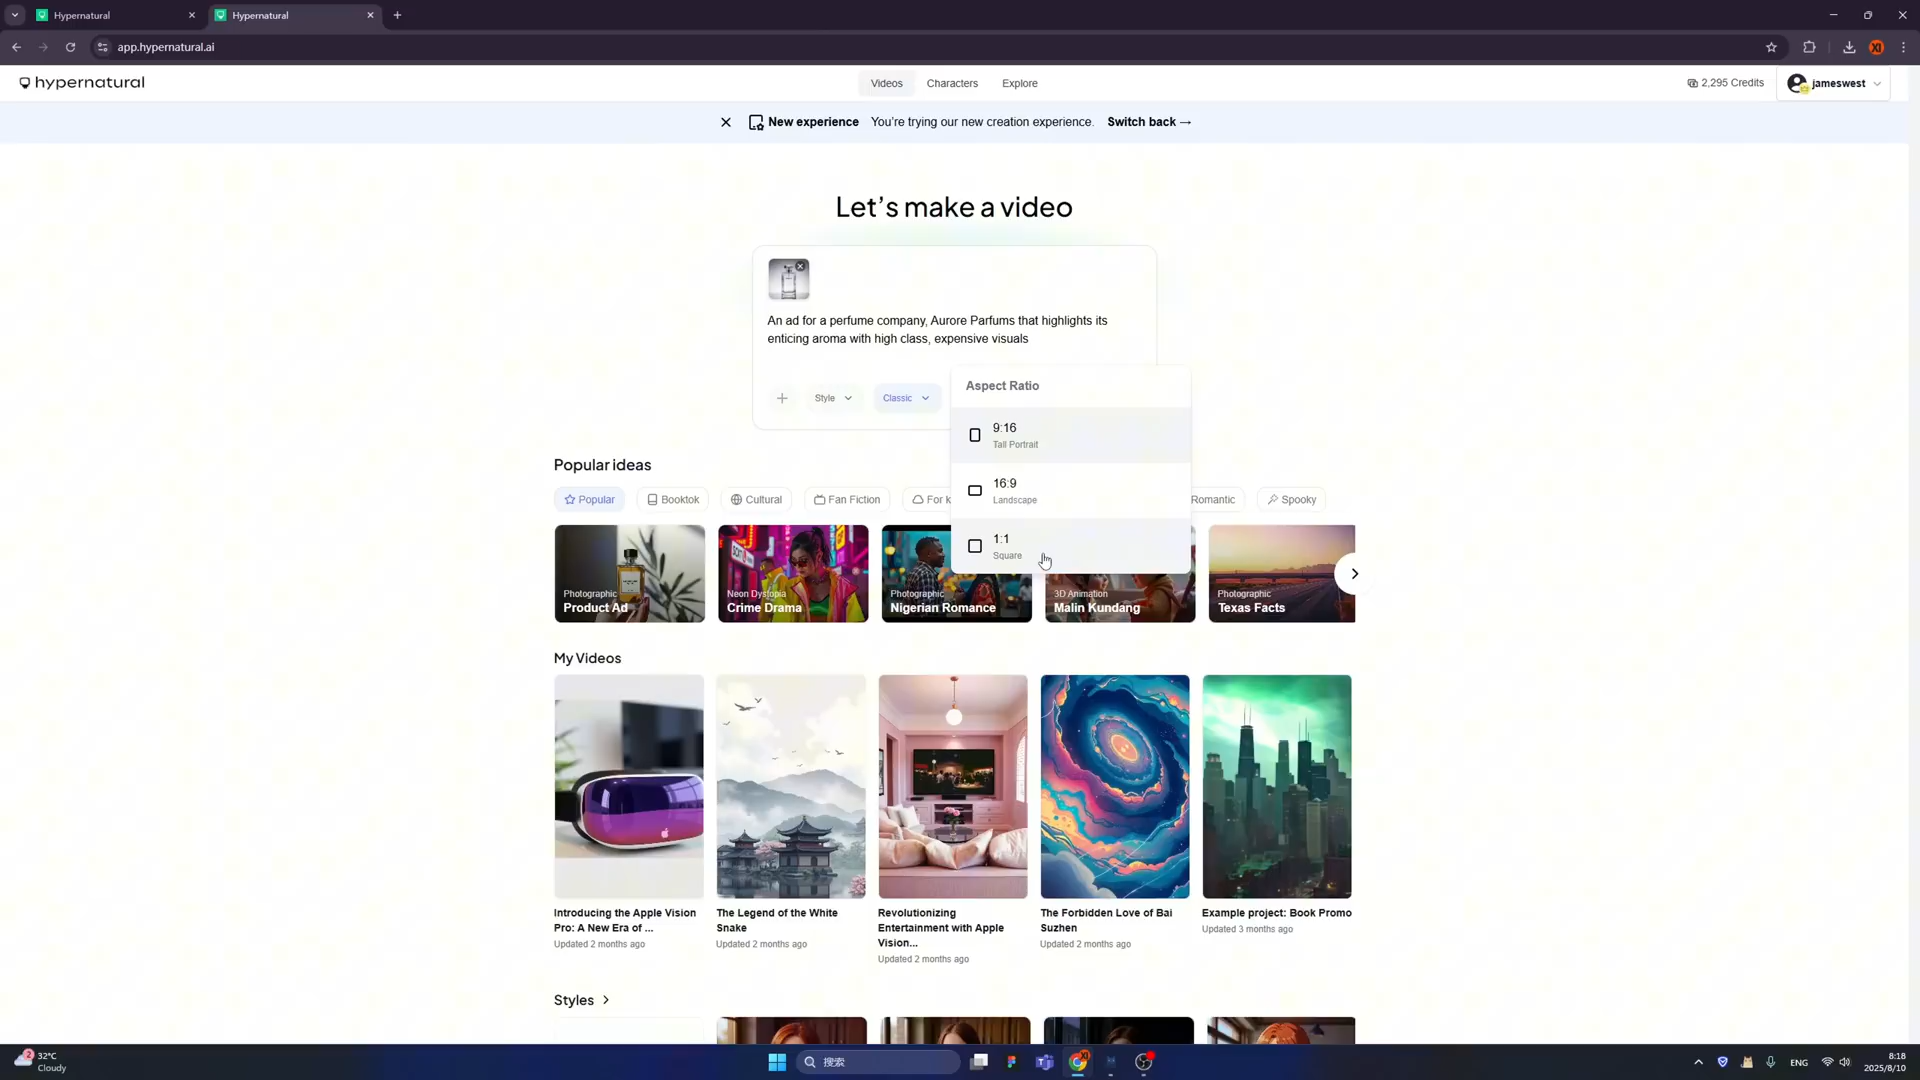 Hypernatural
Hypernatural
app.hypernatural.ai
hypernatural
Videos
Characters
Explore
2,295 Credits
jameswest
New experience
You're trying our new creation experience.
Switch back →
Let's make a video
An ad for a perfume company, Aurore Parfums that highlights its
enticing aroma with high class, expensive visuals
Style
Classic
Aspect Ratio
9:16
Tall Portrait
16:9
Landscape
1:1
Square
Popular ideas
Popular
Booktok
Cultural
Fan Fiction
For k
Romantic
Spooky
Photographic
Product Ad
Neon Dystopia
Crime Drama
Photographic
Nigerian Romance
3D Animation
Malin Kundang
Photographic
Texas Facts
My Videos
Introducing the Apple Vision
Pro: A New Era of ...
Updated 2 months ago
The Legend of the White
Snake
Updated 2 months ago
Revolutionizing
Entertainment with Apple
Vision...
Updated 2 months ago
The Forbidden Love of Bai
Suzhen
Updated 2 months ago
Example project: Book Promo
Updated 3 months ago
Styles
2
32°C
Cloudy
搜索
ENG
8:18
2025/8/10